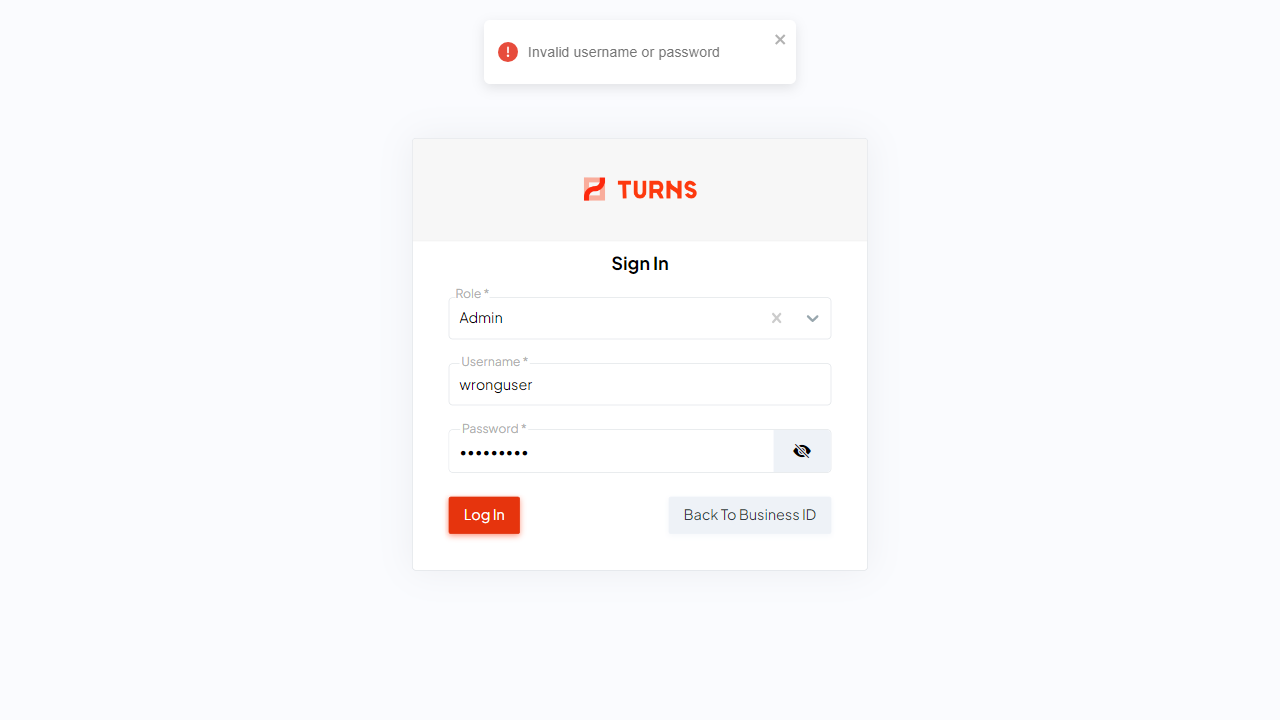 Invalid username or password
TURNS
Sign In
Role *
Admin
Username *
wronguser
Password *
•••••••••
Log In
Back To Business ID